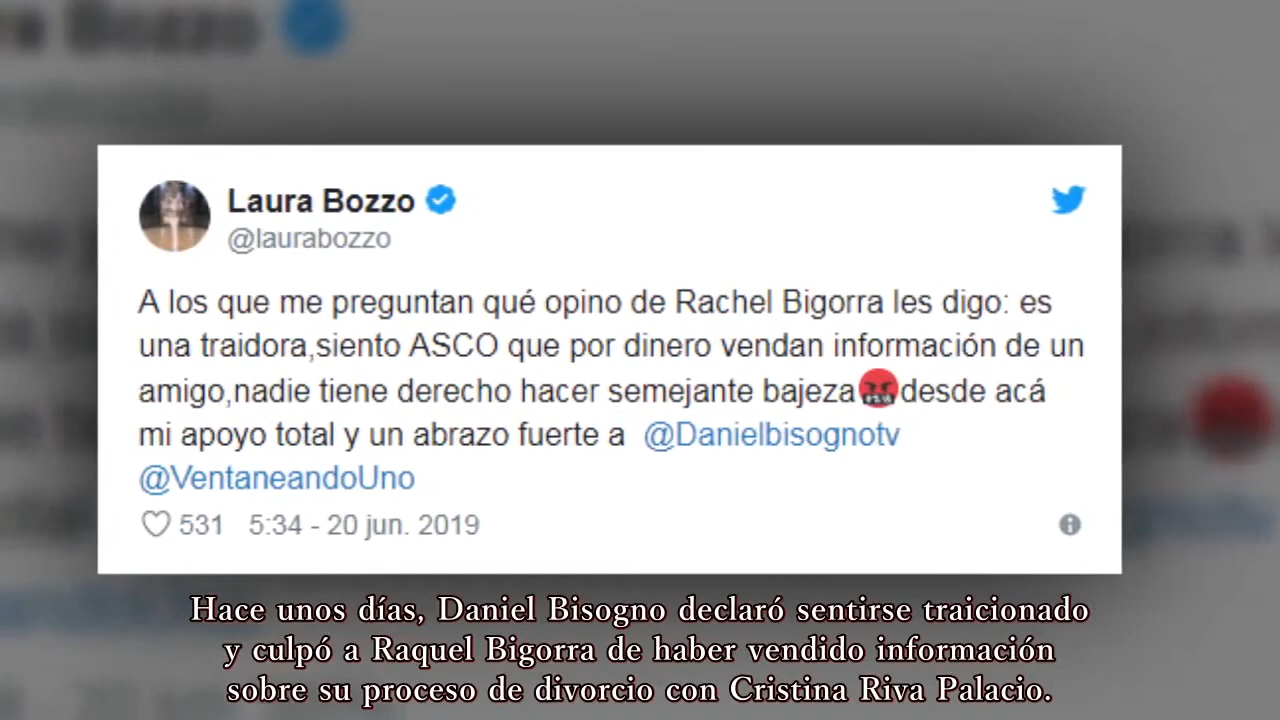 Bozzo
Laura Bozzo
@laurabozzo
A los que me preguntan qué opino de Rachel Bigorra les digo: es
una traidora,siento ASCO que por dinero vendan información de un
amigo,nadie tiene derecho hacer semejante bajeza🤬desde acá
mi apoyo total y un abrazo fuerte a @Danielbisognotv
@VentaneandoUno
531 5:34 - 20 jun. 2019
Hace unos días, Daniel Bisogno declaró sentirse traicionado
y culpó a Raquel Bigorra de haber vendido información
sobre su proceso de divorcio con Cristina Riva Palacio.